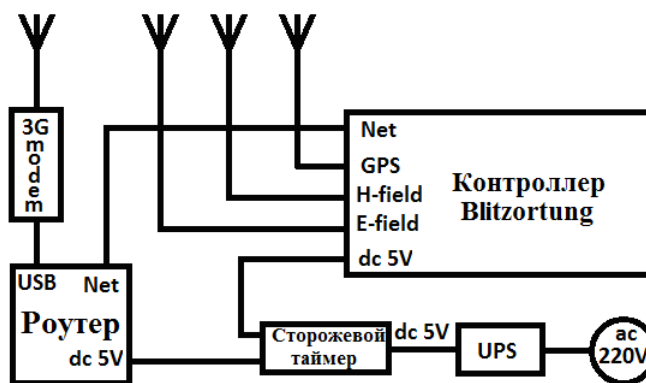 3G
modem
Net
GPS
H-field
E-field
dc 5V
Контроллер
Blitzortung
USB
Net
Роутер
dc 5V
Сторожевой
таймер
dc 5V
UPS
ac
220V